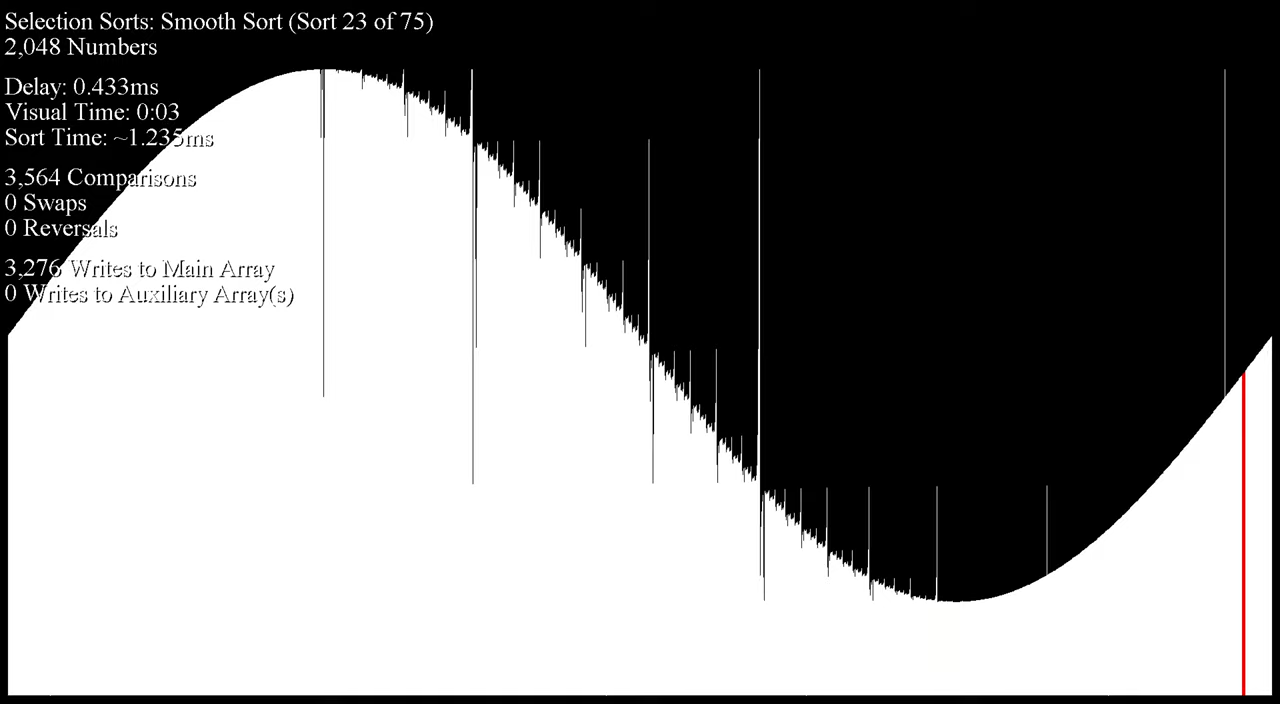 Selection Sorts: Smooth Sort (Sort 23 of 75)
2,048 Numbers
Delay: 0.433ms
Visual Time: 0:03
Sort Time: ~1.235ms
3,564 Comparisons
0 Swaps
0 Reversals
3,276 Writes to Main Array
0 Writes to Auxiliary Array(s)